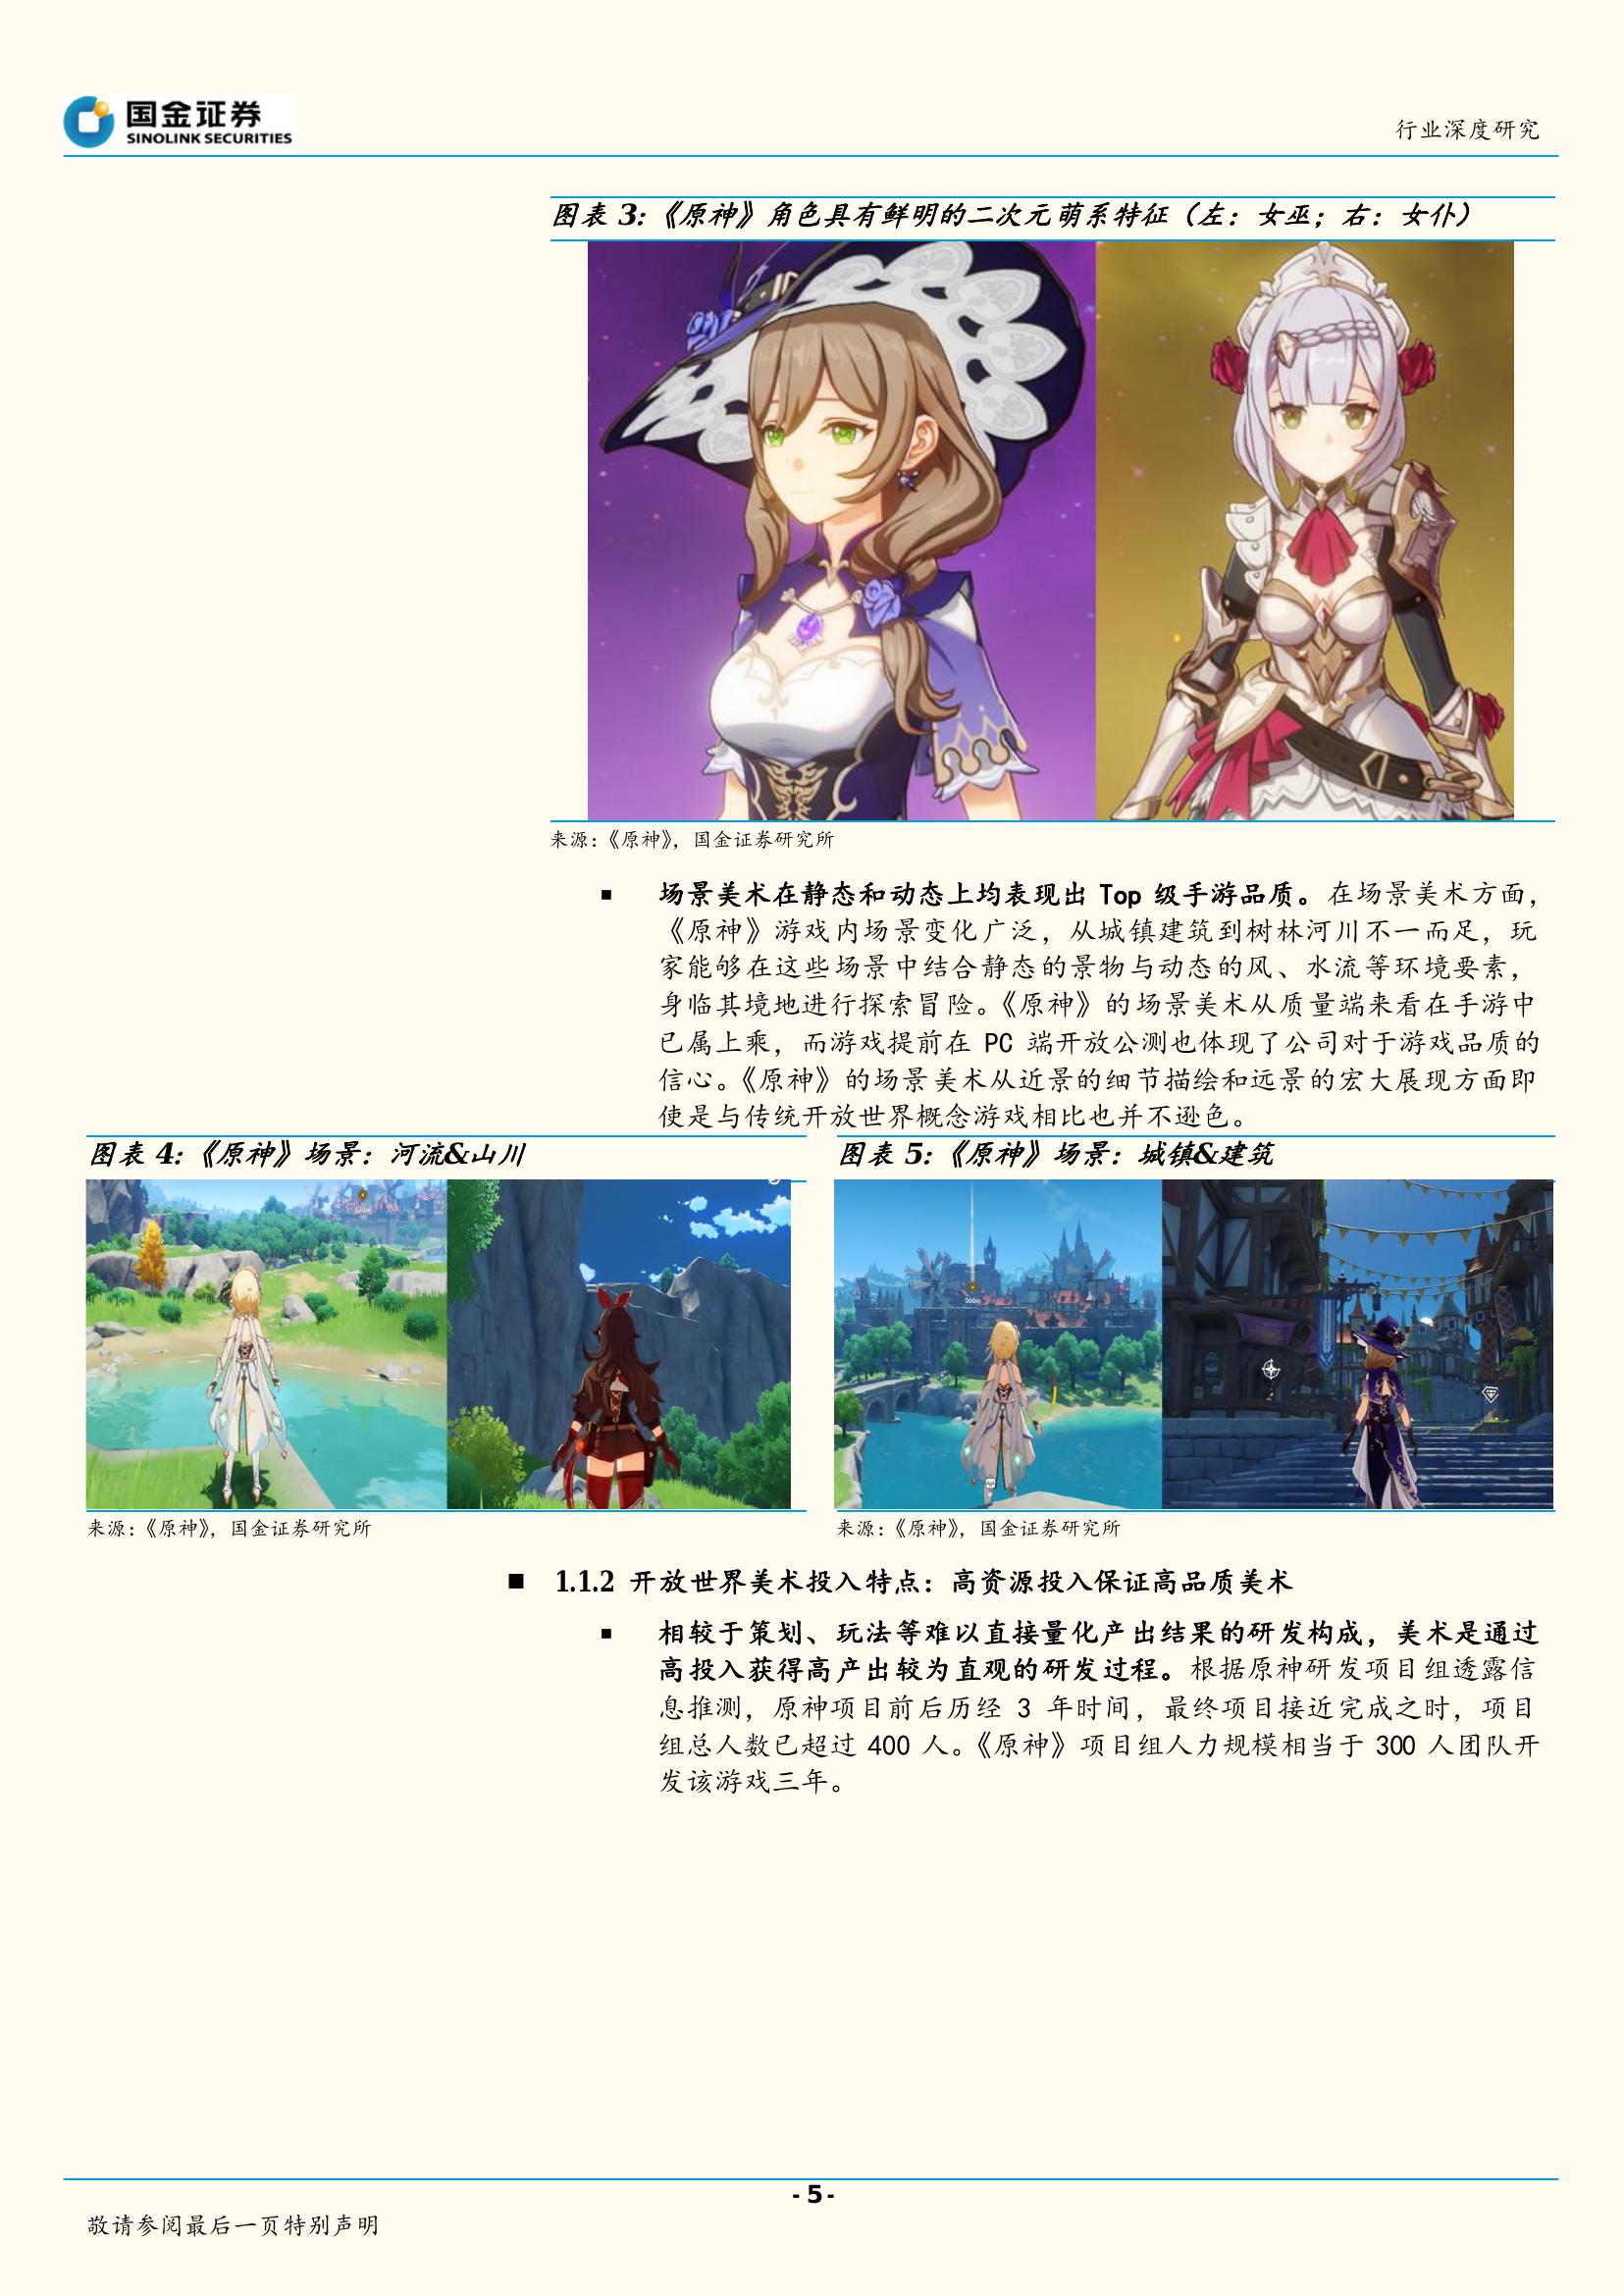 国金证券
SINOLINK SECURITIES
行业深度研究
图表 3:《原神》角色具有鲜明的二次元萌系特征（左：女巫；右：女仆）
来源：《原神》，国金证券研究所
■ 场景美术在静态和动态上均表现出 Top 级手游品质。在场景美术方面，
《原神》游戏内场景变化广泛，从城镇建筑到树林河川不一而足，玩
家能够在这些场景中结合静态的景物与动态的风、水流等环境要素，
身临其境地进行探索冒险。《原神》的场景美术从质量端来看在手游中
已属上乘，而游戏提前在 PC 端开放公测也体现了公司对于游戏品质的
信心。《原神》的场景美术从近景的细节描绘和远景的宏大展现方面即
使是与传统开放世界概念游戏相比也并不逊色。
图表 4:《原神》场景：河流&山川
来源：《原神》，国金证券研究所
图表 5:《原神》场景：城镇&建筑
来源：《原神》，国金证券研究所
■ 1.1.2 开放世界美术投入特点：高资源投入保证高品质美术
■ 相较于策划、玩法等难以直接量化产出结果的研发构成，美术是通过
高投入获得高产出较为直观的研发过程。根据原神研发项目组透露信
息推测，原神项目前后历经 3 年时间，最终项目接近完成之时，项目
组总人数已超过 400 人。《原神》项目组人力规模相当于 300 人团队开
发该游戏三年。
- 5 -
敬请参阅最后一页特别声明